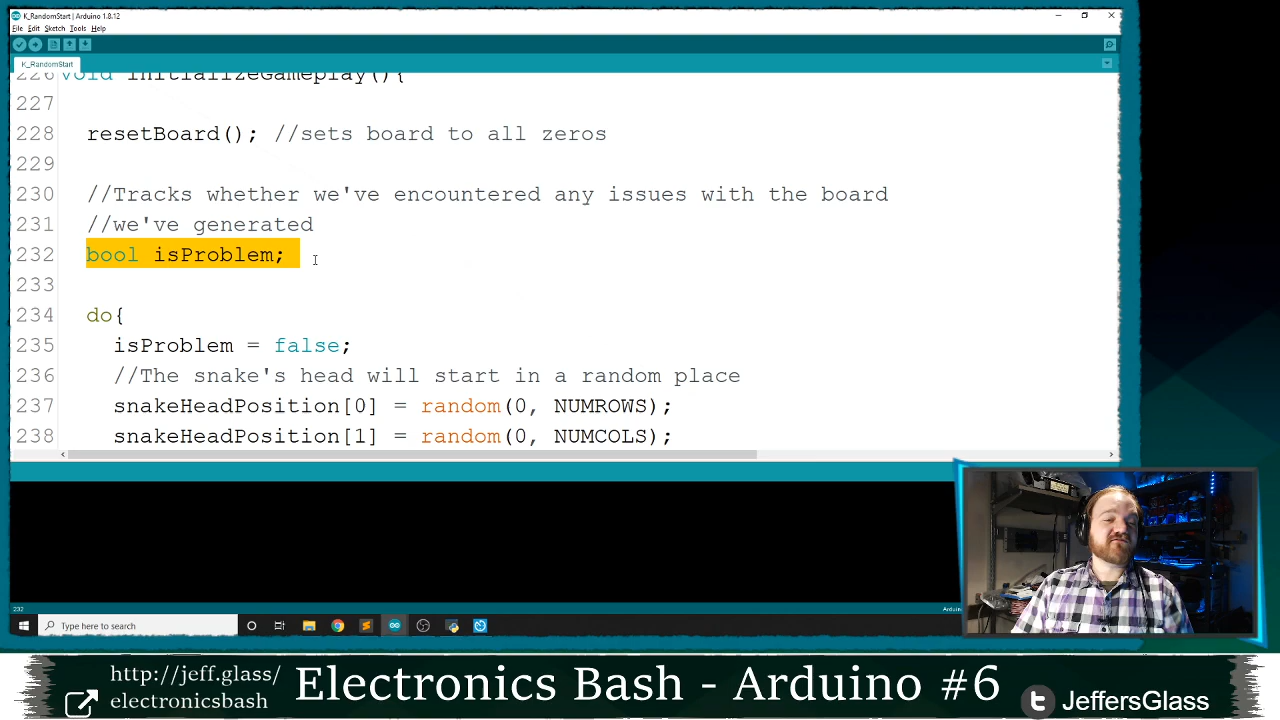 K_RandomStart | Arduino 1.8.12
File Edit Sketch Tools Help
K_RandomStart
226 void initializeGameplay(){
227
228 resetBoard(); //sets board to all zeros
229
230 //Tracks whether we've encountered any issues with the board
231 //we've generated
232 bool isProblem;
233
234 do{
235 isProblem = false;
236 //The snake's head will start in a random place
237 snakeHeadPosition[0] = random(0, NUMROWS);
238 snakeHeadPosition[1] = random(0, NUMCOLS);
232 Arduino
Type here to search
http://jeff.glass/
electronicsbash
Electronics Bash - Arduino #6
JeffersGlass